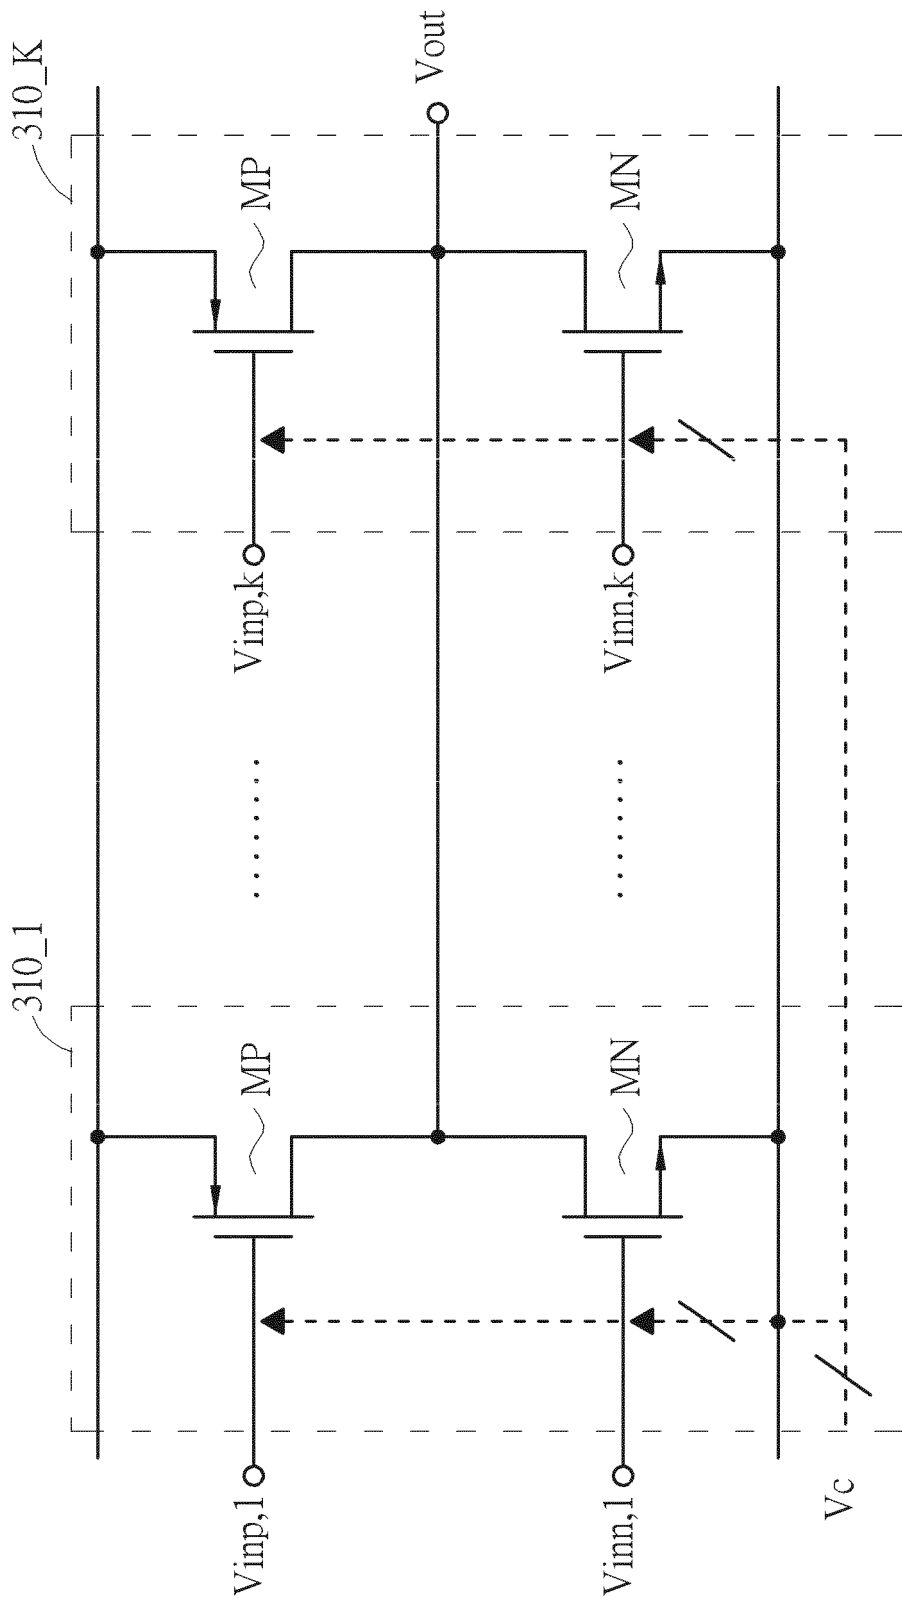 310_1
310_K
Vinp,1
MP
......
Vinp,k
MP
Vout
Vinn,1
MN
......
Vinn,k
MN
Vc